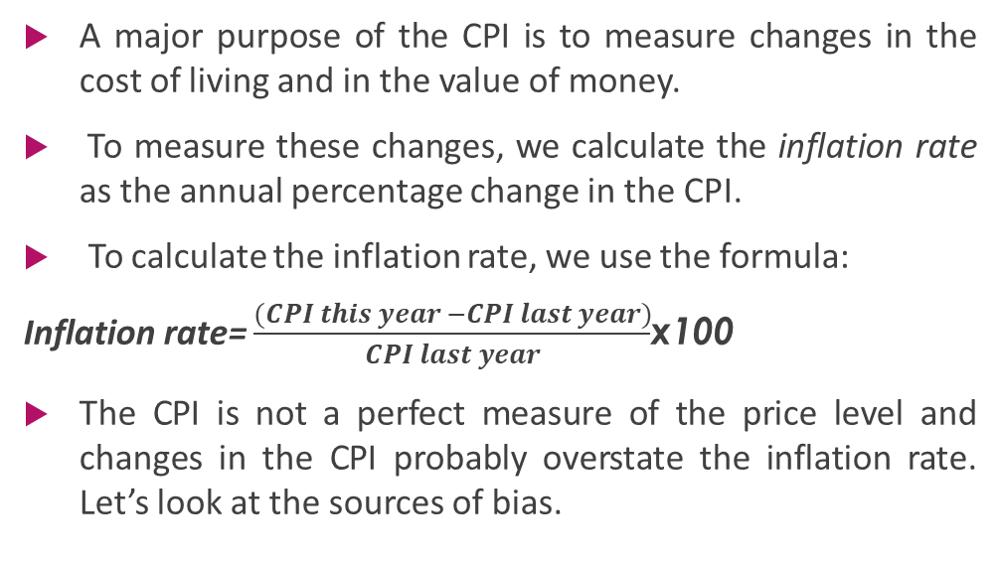 A major purpose of the CPI is to measure changes in the
cost of living and in the value of money.
To measure these changes, we calculate the inflation rate
as the annual percentage change in the CPI.
To calculate the inflation rate, we use the formula:
Inflation rate= (CPI this year –CPI last year) x100
CPI last year
The CPI is not a perfect measure of the price level and
changes in the CPI probably overstate the inflation rate.
Let’s look at the sources of bias.